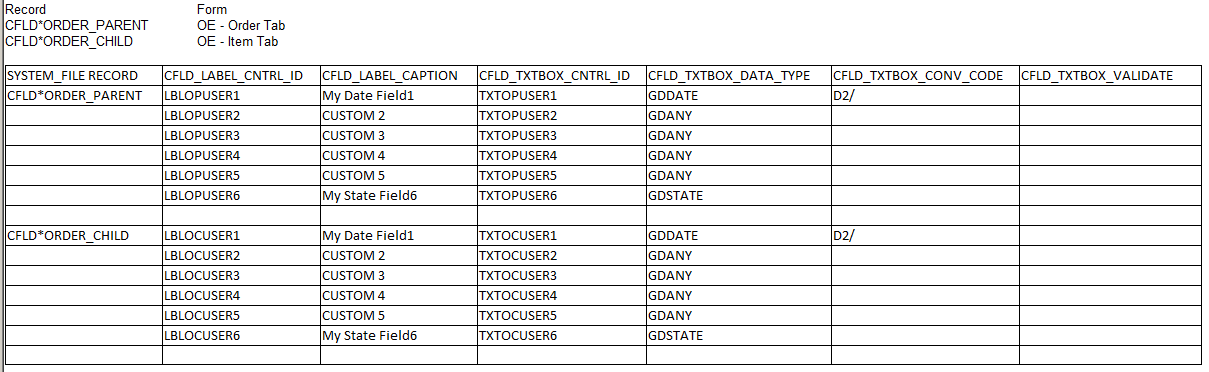 Record Form
CFLD*ORDER_PARENT OE - Order Tab
CFLD*ORDER_CHILD OE - Item Tab
SYSTEM_FILE RECORD CFLD_LABEL_CNTRL_ID CFLD_LABEL_CAPTION CFLD_TXTBOX_CNTRL_ID CFLD_TXTBOX_DATA_TYPE CFLD_TXTBOX_CONV_CODE CFLD_TXTBOX_VALIDATE
CFLD*ORDER_PARENT LBLOPUSER1 My Date Field1 TXTOPUSER1 GDDATE D2/
LBLOPUSER2 CUSTOM 2 TXTOPUSER2 GDANY
LBLOPUSER3 CUSTOM 3 TXTOPUSER3 GDANY
LBLOPUSER4 CUSTOM 4 TXTOPUSER4 GDANY
LBLOPUSER5 CUSTOM 5 TXTOPUSER5 GDANY
LBLOPUSER6 My State Field6 TXTOPUSER6 GDSTATE
CFLD*ORDER_CHILD LBLOCUSER1 My Date Field1 TXTOCUSER1 GDDATE D2/
LBLOCUSER2 CUSTOM 2 TXTOCUSER2 GDANY
LBLOCUSER3 CUSTOM 3 TXTOCUSER3 GDANY
LBLOCUSER4 CUSTOM 4 TXTOCUSER4 GDANY
LBLOCUSER5 CUSTOM 5 TXTOCUSER5 GDANY
LBLOCUSER6 My State Field6 TXTOCUSER6 GDSTATE